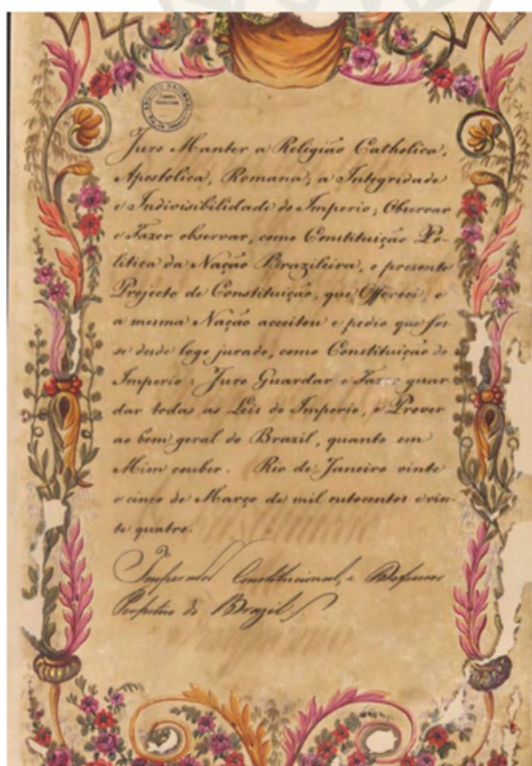 Juro Manter a Religião Catholica,
Apostolica, Romana; a Integridade
e Indivisibilidade do Imperio; Observar
e Fazer observar, como Constituição Po-
litica da Nação Brazileira, o presente
Projecto de Constituição, que Offereci, e
a mesma Nação acceitou e pedio que fos-
se desde logo jurado, como Constituição do
Imperio: Juro Guardar e Fazer guar
dar todas as Leis do Imperio, e Prover
ao bem geral do Brazil, quanto em
Mim couber. Rio de Janeiro vinte
e cinco de Março de mil outocentos e vin-
te quatro.
Imperador Constitucional, e Defensor
Perpetuo do Brazil